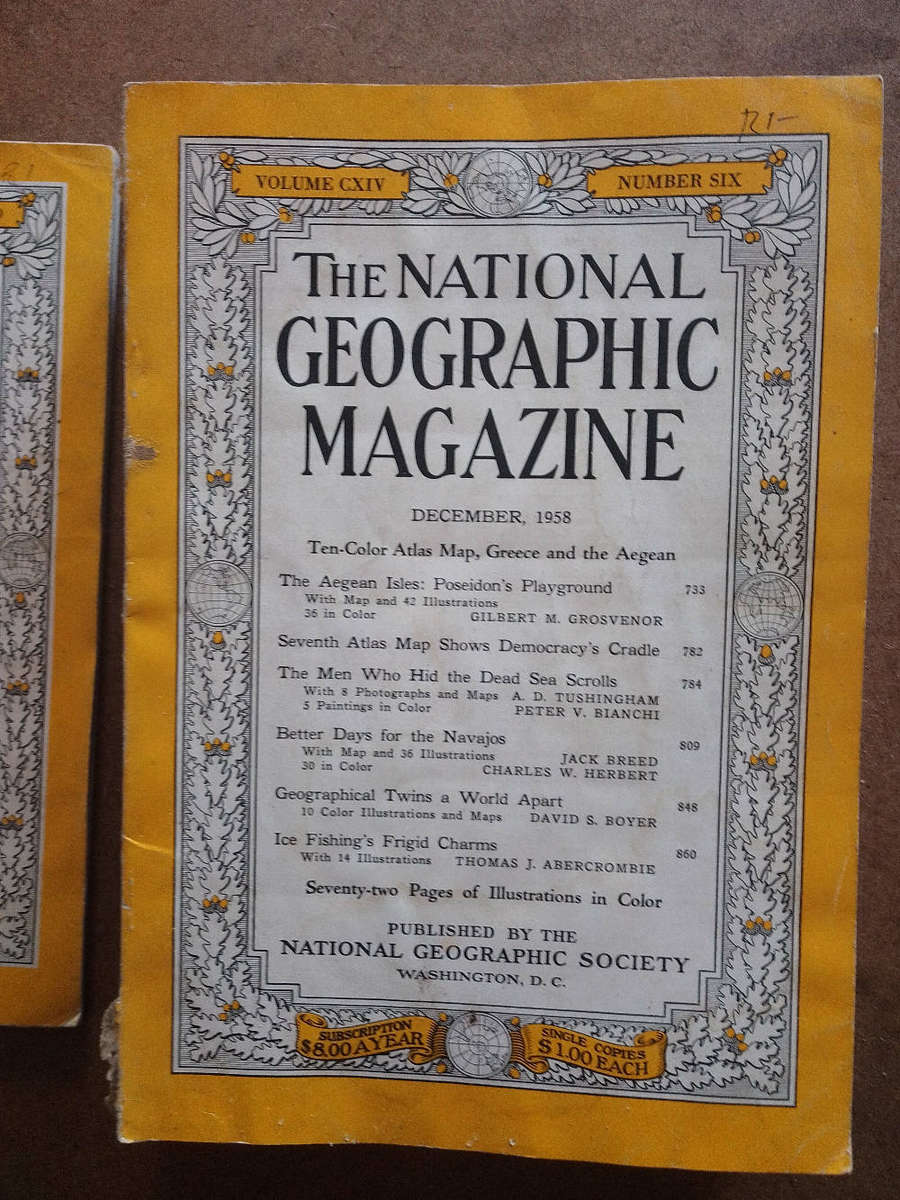 R1-
VOLUME CXIV
NUMBER SIX
THE NATIONAL
GEOGRAPHIC
MAGAZINE
DECEMBER, 1958
Ten-Color Atlas Map, Greece and the Aegean
The Aegean Isles: Poseidon's Playground 733
With Map and 42 Illustrations
36 in Color GILBERT M. GROSVENOR
Seventh Atlas Map Shows Democracy's Cradle 782
The Men Who Hid the Dead Sea Scrolls 784
With 8 Photographs and Maps A. D. TUSHINGHAM
5 Paintings in Color PETER V. BIANCHI
Better Days for the Navajos 809
With Map and 36 Illustrations JACK BREED
30 in Color CHARLES W. HERBERT
Geographical Twins a World Apart 848
10 Color Illustrations and Maps DAVID S. BOYER
Ice Fishing's Frigid Charms 860
With 14 Illustrations THOMAS J. ABERCROMBIE
Seventy-two Pages of Illustrations in Color
PUBLISHED BY THE
NATIONAL GEOGRAPHIC SOCIETY
WASHINGTON, D. C.
SUBSCRIPTION
$8.00 A YEAR
SINGLE COPIES
$1.00 EACH